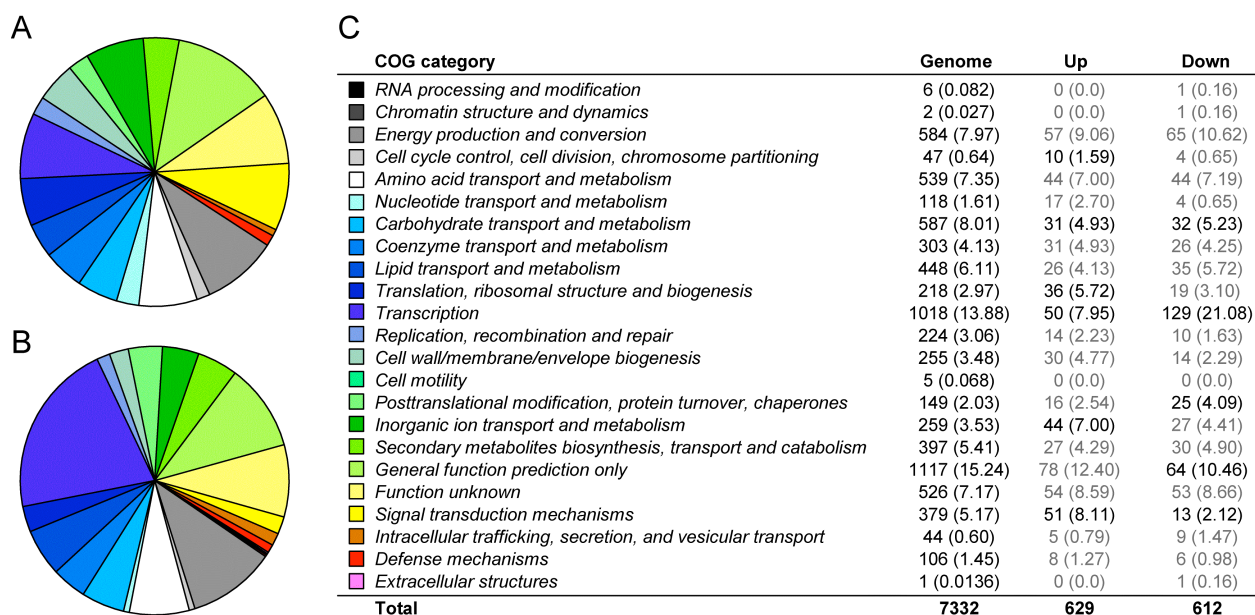 A
B
C
COG category Genome Up Down
RNA processing and modification 6 (0.082) 0 (0.0) 1 (0.16)
Chromatin structure and dynamics 2 (0.027) 0 (0.0) 1 (0.16)
Energy production and conversion 584 (7.97) 57 (9.06) 65 (10.62)
Cell cycle control, cell division, chromosome partitioning 47 (0.64) 10 (1.59) 4 (0.65)
Amino acid transport and metabolism 539 (7.35) 44 (7.00) 44 (7.19)
Nucleotide transport and metabolism 118 (1.61) 17 (2.70) 4 (0.65)
Carbohydrate transport and metabolism 587 (8.01) 31 (4.93) 32 (5.23)
Coenzyme transport and metabolism 303 (4.13) 31 (4.93) 26 (4.25)
Lipid transport and metabolism 448 (6.11) 26 (4.13) 35 (5.72)
Translation, ribosomal structure and biogenesis 218 (2.97) 36 (5.72) 19 (3.10)
Transcription 1018 (13.88) 50 (7.95) 129 (21.08)
Replication, recombination and repair 224 (3.06) 14 (2.23) 10 (1.63)
Cell wall/membrane/envelope biogenesis 255 (3.48) 30 (4.77) 14 (2.29)
Cell motility 5 (0.068) 0 (0.0) 0 (0.0)
Posttranslational modification, protein turnover, chaperones 149 (2.03) 16 (2.54) 25 (4.09)
Inorganic ion transport and metabolism 259 (3.53) 44 (7.00) 27 (4.41)
Secondary metabolites biosynthesis, transport and catabolism 397 (5.41) 27 (4.29) 30 (4.90)
General function prediction only 1117 (15.24) 78 (12.40) 64 (10.46)
Function unknown 526 (7.17) 54 (8.59) 53 (8.66)
Signal transduction mechanisms 379 (5.17) 51 (8.11) 13 (2.12)
Intracellular trafficking, secretion, and vesicular transport 44 (0.60) 5 (0.79) 9 (1.47)
Defense mechanisms 106 (1.45) 8 (1.27) 6 (0.98)
Extracellular structures 1 (0.0136) 0 (0.0) 1 (0.16)
Total 7332 629 612